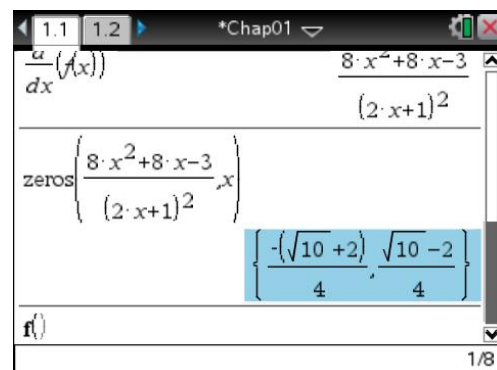 1.1 1.2 *Chap01
d/dx(f(x)) (8·x^2+8·x-3)/(2·x+1)^2
zeros((8·x^2+8·x-3)/(2·x+1)^2,x)
{-(√10+2)/4, (√10-2)/4}
f()
1/8